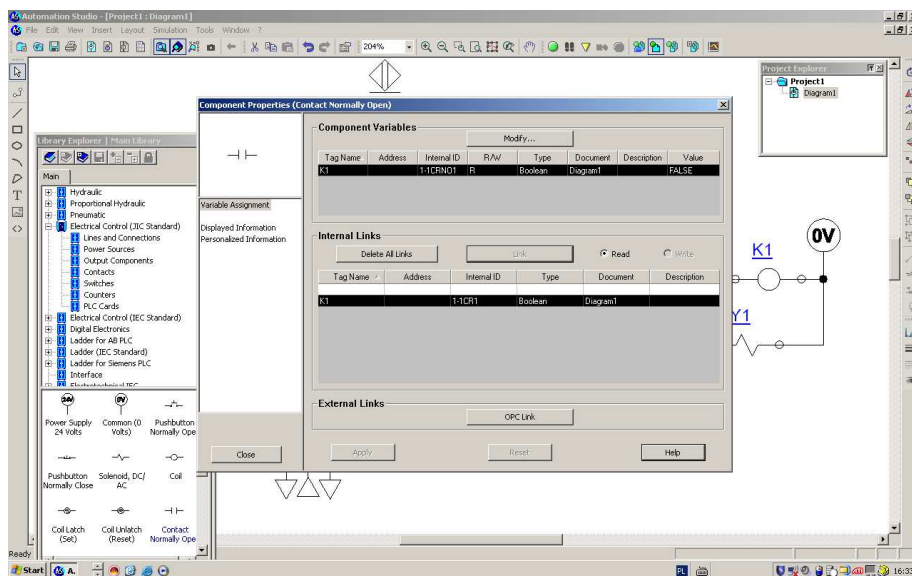 Automation Studio - [Project1 : Diagram1]
File Edit View Insert Layout Simulation Tools Window ?
204%
Project Explorer
Project1
Diagram1
Library Explorer | Main Library
Main
Hydraulic
Proportional Hydraulic
Pneumatic
Electrical Control (JIC Standard)
Lines and Connections
Power Sources
Output Components
Contacts
Switches
Counters
PLC Cards
Electrical Control (IEC Standard)
Digital Electronics
Ladder for AB PLC
Ladder (IEC Standard)
Ladder for Siemens PLC
Interface
Electrotechnical IEC
24V
0V
Power Supply 24 Volts
Common (0 Volts)
Pushbutton Normally Ope
Pushbutton Normally Close
Solenoid, DC/ AC
Coil
Coil Latch (Set)
Coil Unlatch (Reset)
Contact Normally Ope
Component Properties (Contact Normally Open)
Variable Assignment
Displayed Information
Personalized Information
Close
Component Variables
Modify...
Tag Name Address Internal ID R/W Type Document Description Value
K1 1-1CRNO1 R Boolean Diagram1 FALSE
Internal Links
Delete All Links Link Read Write
Tag Name Address Internal ID Type Document Description
K1 1-1CR1 Boolean Diagram1
External Links
OPC Link
Apply Reset Help
0V
K1
Y1
Ready
Start A. PL 16:33